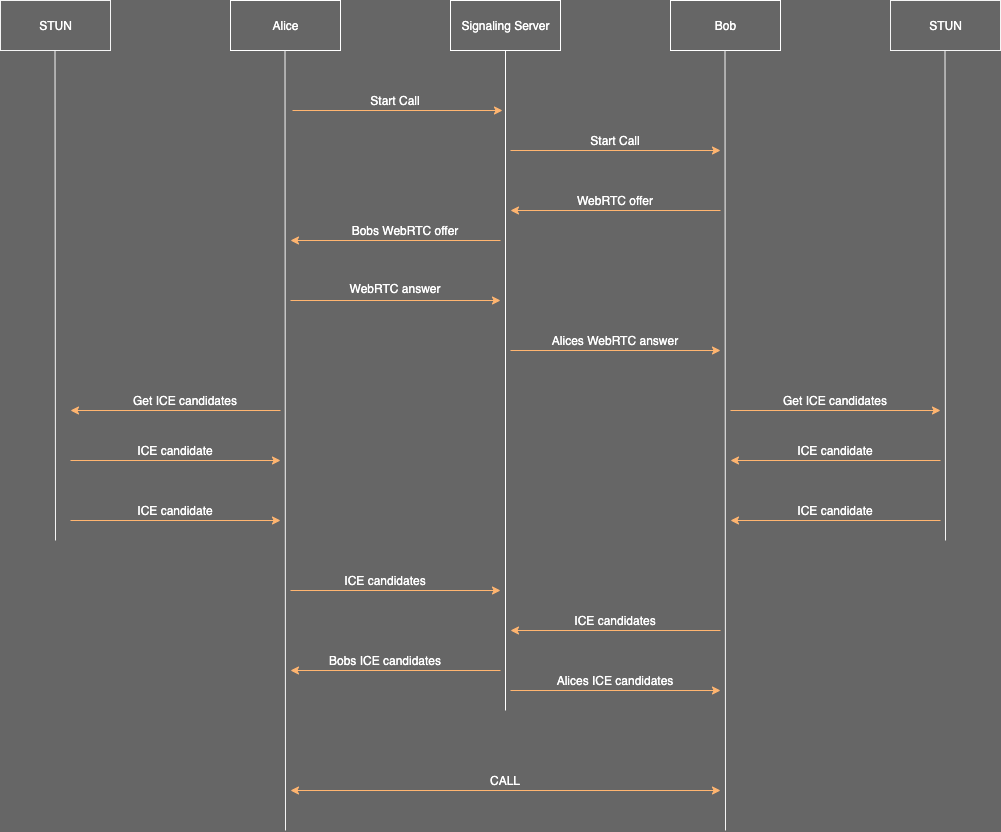 STUN
Alice
Signaling Server
Bob
STUN
Start Call
Start Call
WebRTC offer
Bobs WebRTC offer
WebRTC answer
Alices WebRTC answer
Get ICE candidates
Get ICE candidates
ICE candidate
ICE candidate
ICE candidate
ICE candidate
ICE candidates
ICE candidates
Bobs ICE candidates
Alices ICE candidates
CALL